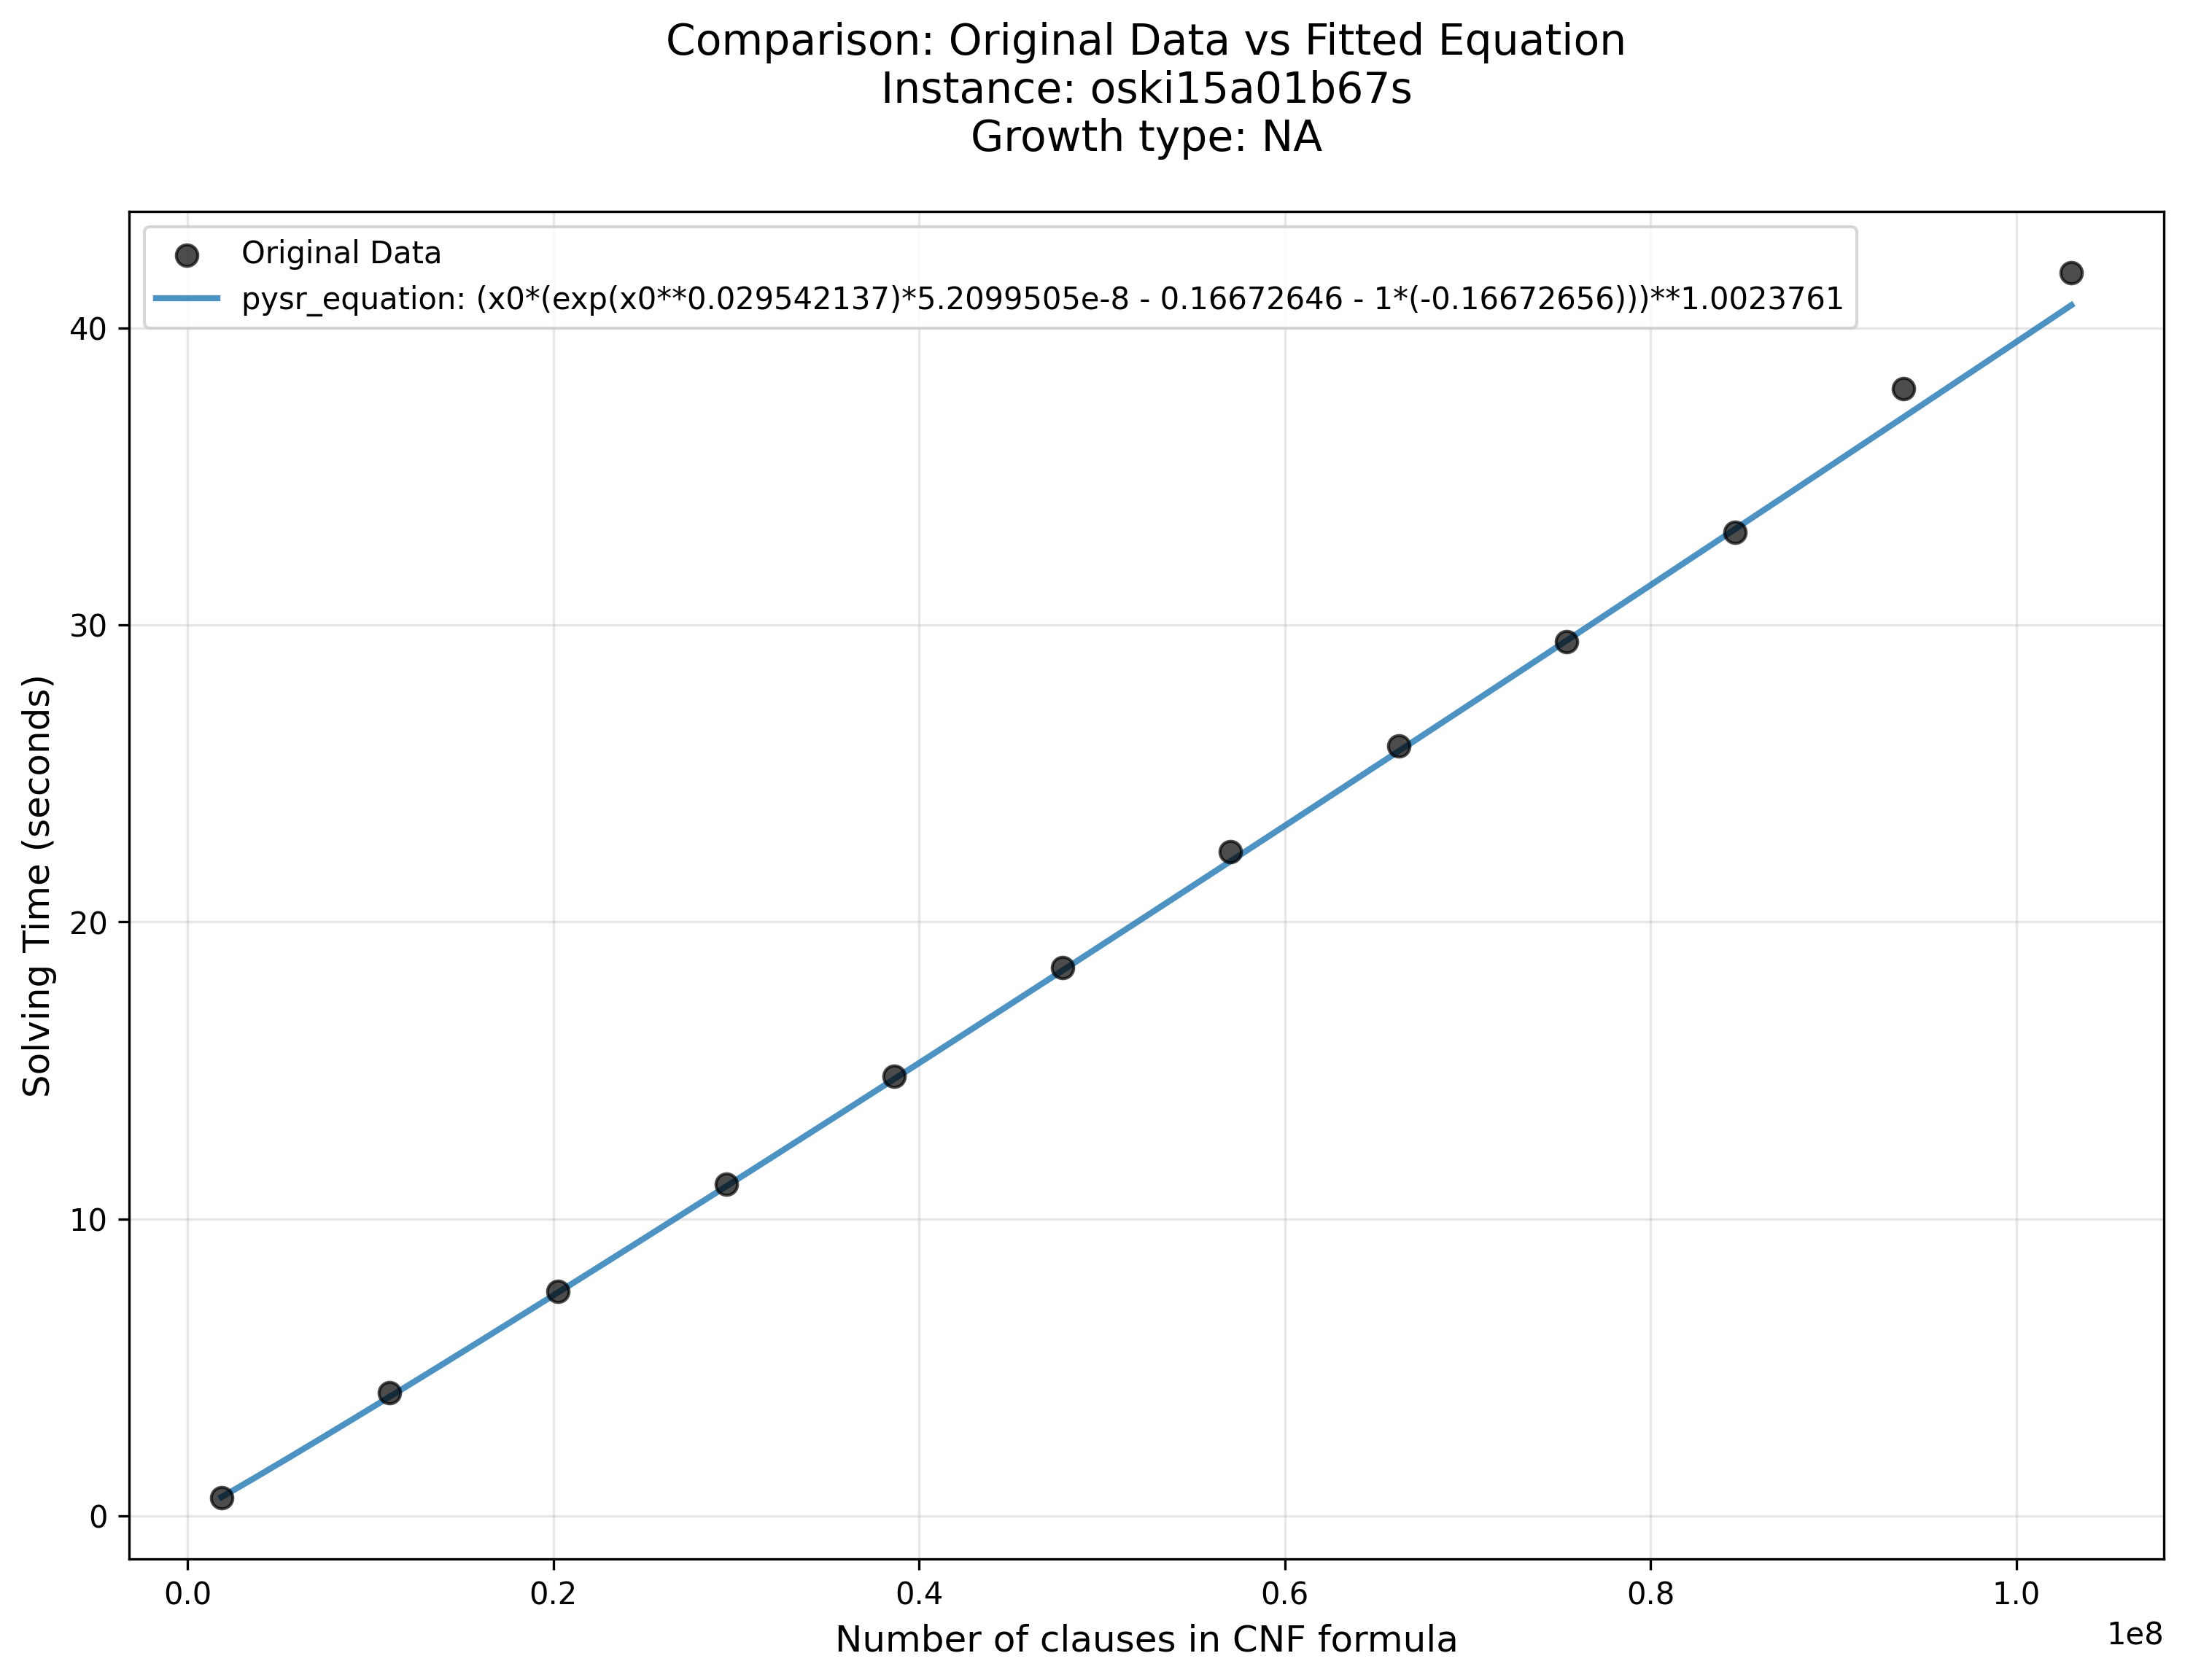 Comparison: Original Data vs Fitted Equation
Instance: oski15a01b67s
Growth type: NA
Original Data
pysr_equation: (x0*(exp(x0**0.029542137)*5.2099505e-8 - 0.16672646 - 1*(-0.16672656)))**1.0023761
40
30
20
10
0
Solving Time (seconds)
0.0 0.2 0.4 0.6 0.8 1.0
1e8
Number of clauses in CNF formula